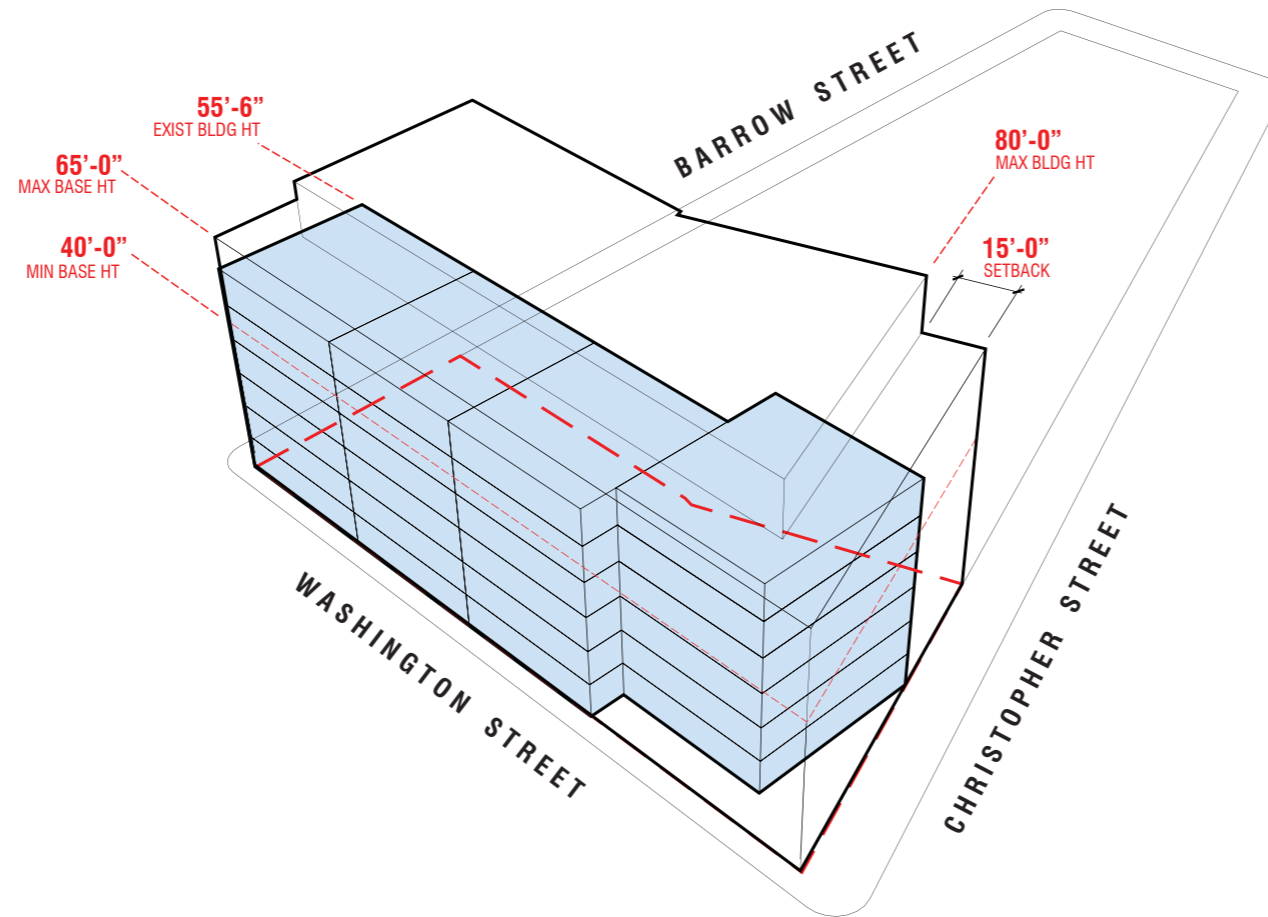 BARROW STREET
55’-6”
EXIST BLDG HT
65’-0”
MAX BASE HT
80’-0”
MAX BLDG HT
40’-0”
MIN BASE HT
15’-0”
SETBACK
WASHINGTON STREET
CHRISTOPHER STREET